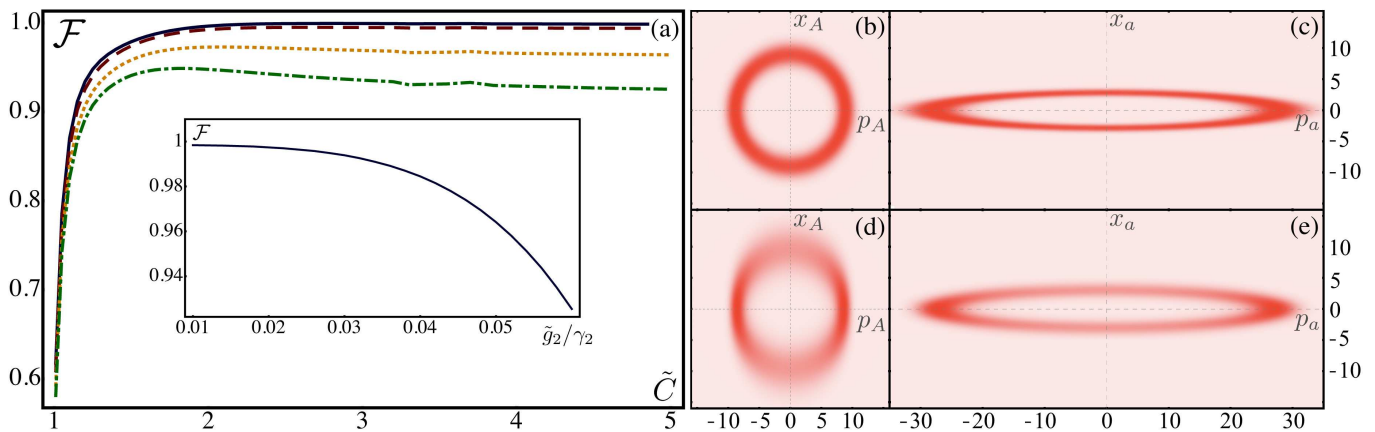 1.0
ℱ
(a)
0.9
0.8
0.7
0.6
C̃
1 2 3 4 5
ℱ
1
0.98
0.96
0.94
0.01 0.02 0.03 0.04 0.05 g̃₂/γ₂
x_A
(b)
p_A
x_a
(c)
p_a
10
5
0
-5
-10
x_A
(d)
p_A
x_a
(e)
p_a
10
5
0
-5
-10
-10 -5 0 5 10
-30 -20 -10 0 10 20 30